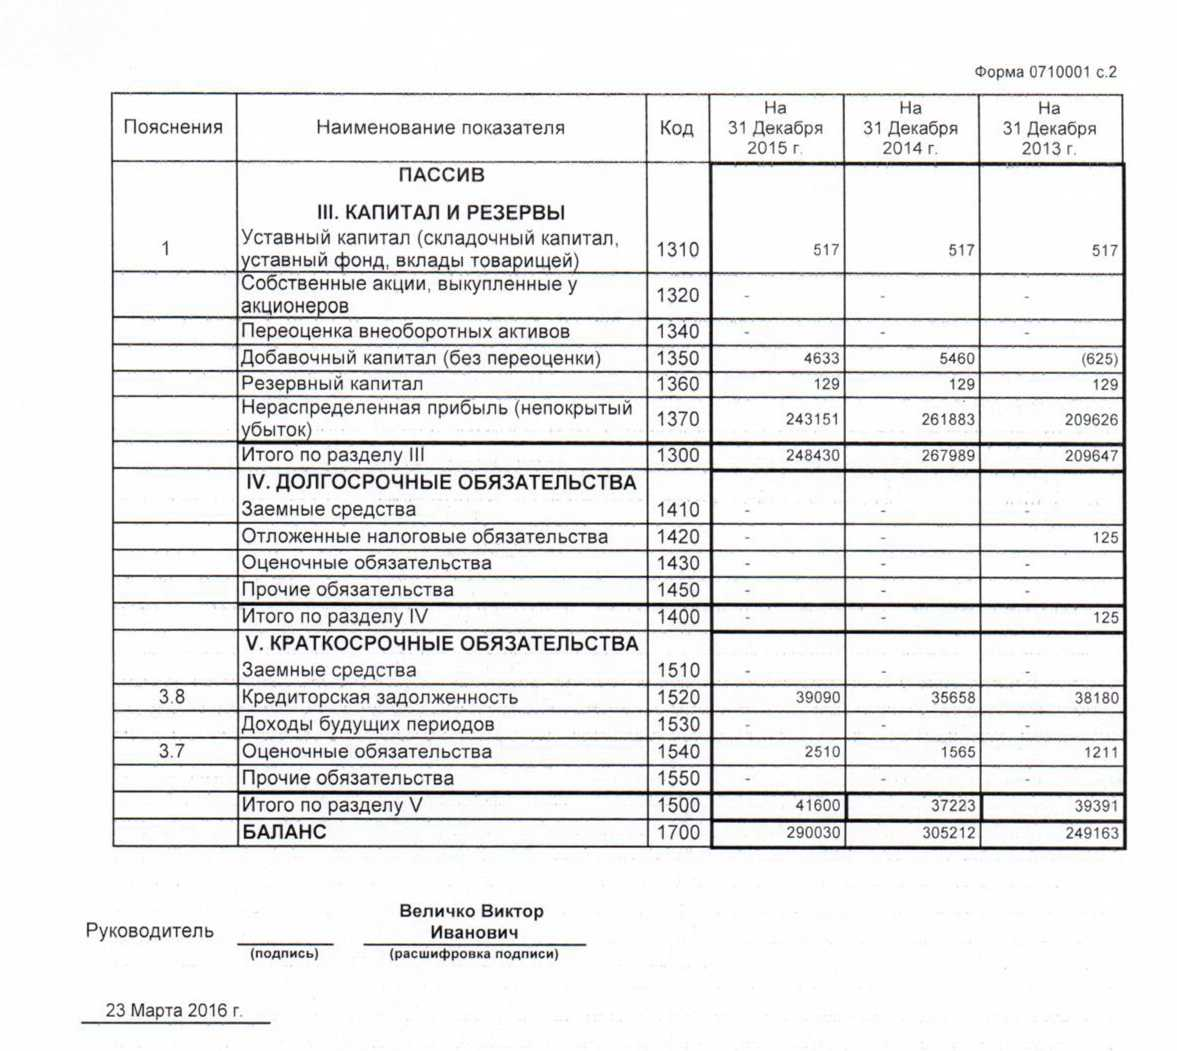 Форма 0710001 с.2
Пояснения Наименование показателя Код На 31 Декабря 2015 г. На 31 Декабря 2014 г. На 31 Декабря 2013 г.
ПАССИВ
III. КАПИТАЛ И РЕЗЕРВЫ
1 Уставный капитал (складочный капитал, уставный фонд, вклады товарищей) 1310 517 517 517
Собственные акции, выкупленные у акционеров 1320 - - -
Переоценка внеоборотных активов 1340 - - -
Добавочный капитал (без переоценки) 1350 4633 5460 (625)
Резервный капитал 1360 129 129 129
Нераспределенная прибыль (непокрытый убыток) 1370 243151 261883 209626
Итого по разделу III 1300 248430 267989 209647
IV. ДОЛГОСРОЧНЫЕ ОБЯЗАТЕЛЬСТВА
Заемные средства 1410 - - -
Отложенные налоговые обязательства 1420 - - 125
Оценочные обязательства 1430 - - -
Прочие обязательства 1450 - - -
Итого по разделу IV 1400 - - 125
V. КРАТКОСРОЧНЫЕ ОБЯЗАТЕЛЬСТВА
Заемные средства 1510 - - -
3.8 Кредиторская задолженность 1520 39090 35658 38180
Доходы будущих периодов 1530 - - -
3.7 Оценочные обязательства 1540 2510 1565 1211
Прочие обязательства 1550 - - -
Итого по разделу V 1500 41600 37223 39391
БАЛАНС 1700 290030 305212 249163
Руководитель
Величко Виктор
Иванович
(подпись) (расшифровка подписи)
23 Марта 2016 г.